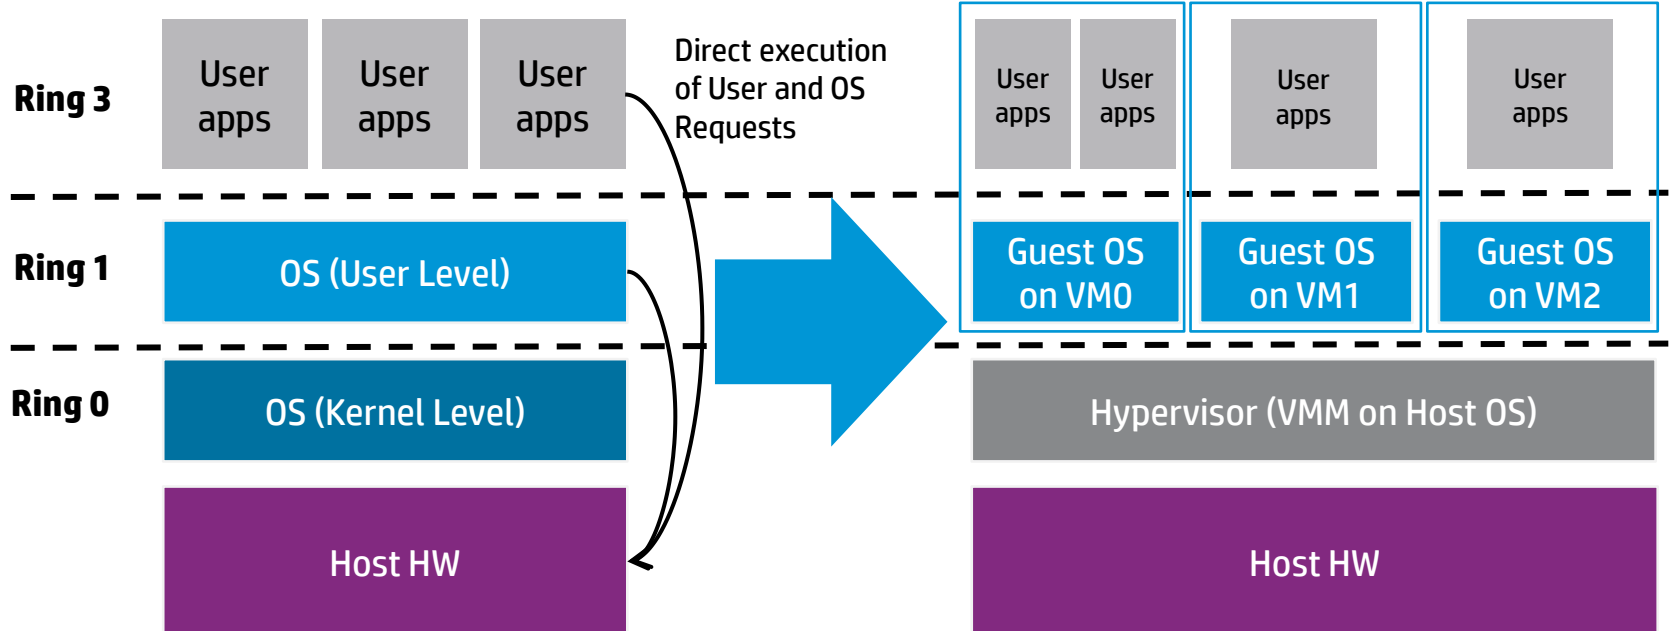 Ring 3
User
apps
User
apps
User
apps
Direct execution
of User and OS
Requests
User
apps
User
apps
User
apps
User
apps
Ring 1
OS (User Level)
Guest OS
on VM0
Guest OS
on VM1
Guest OS
on VM2
Ring 0
OS (Kernel Level)
Hypervisor (VMM on Host OS)
Host HW
Host HW